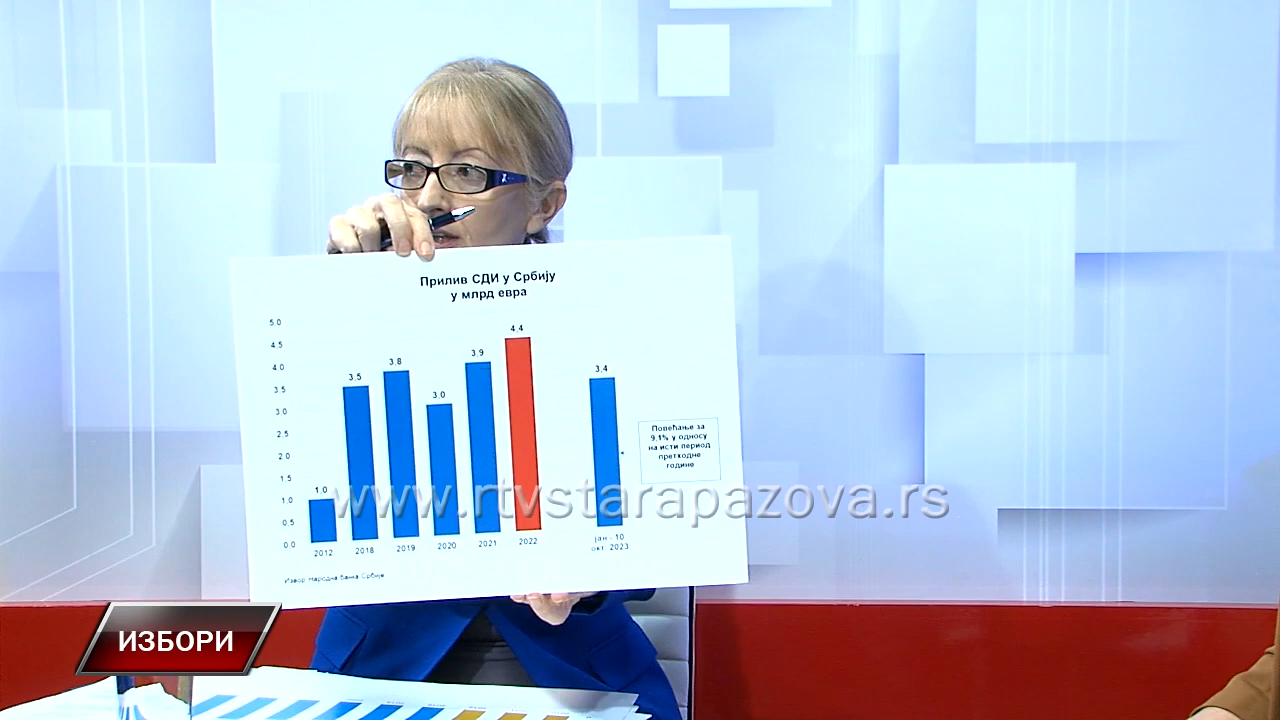 Прилив СДИ у Србију
у млрд евра
5.0
4.5
4.0
3.5
3.0
2.5
2.0
1.5
1.0
0.5
0.0
1,0
3,5
3,8
3,0
3,9
4,4
3,4
2012
2018
2019
2020
2021
2022
јан - 10
окт. 2023
Повећање за
9,1% у односу
на исти период
претходне
године
Извор: Народна банка Србије
www.rtvstarapazova.rs
ИЗБОРИ